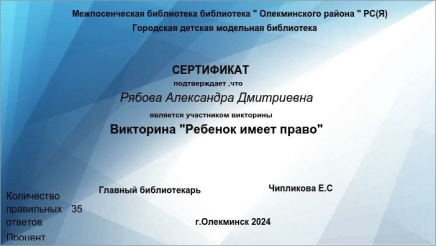 Межпосенческая библиотека библиотека " Олекминского района " РС(Я)
Городская детская модельная библиотека
СЕРТИФИКАТ
подтверждает ,что
Рябова Александра Дмитриевна
является участником викторины
Викторина "Ребенок имеет право"
Главный библиотекарь Чипликова Е.С
Количество
правильных 35
ответов
г.Олекминск 2024
Процент